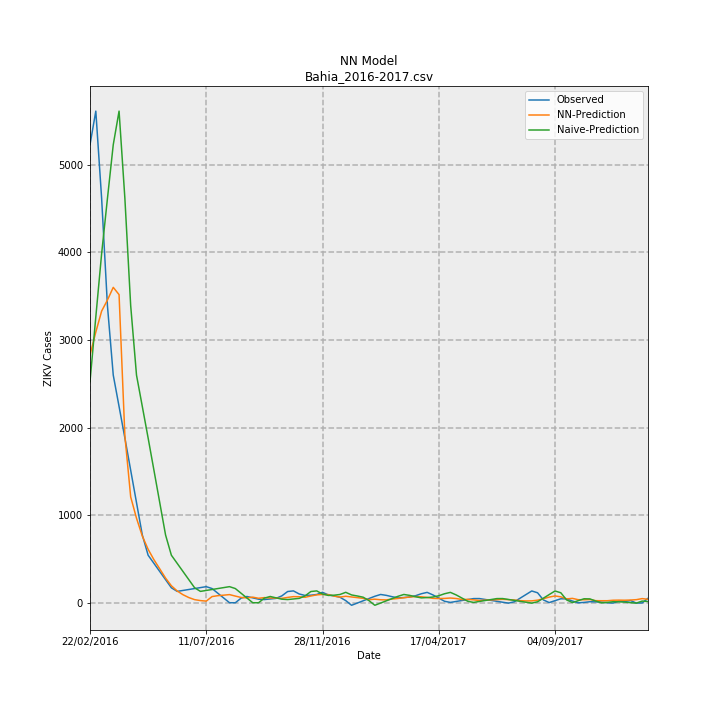 NN Model
Bahia_2016-2017.csv
Observed
NN-Prediction
Naive-Prediction
ZIKV Cases
5000
4000
3000
2000
1000
0
22/02/2016
11/07/2016
28/11/2016
17/04/2017
04/09/2017
Date